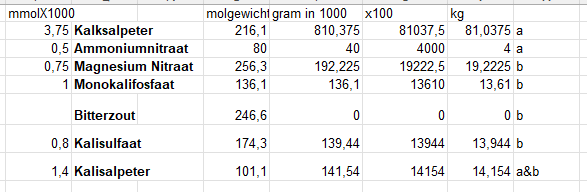 mmolX1000 molgewicht gram in 1000 x100 kg
3,75 Kalksalpeter 216,1 810,375 81037,5 81,0375 a
0,5 Ammoniumnitraat 80 40 4000 4 a
0,75 Magnesium Nitraat 256,3 192,225 19222,5 19,2225 b
1 Monokalifosfaat 136,1 136,1 13610 13,61 b
Bitterzout 246,6 0 0 0 b
0,8 Kalisulfaat 174,3 139,44 13944 13,944 b
1,4 Kalisalpeter 101,1 141,54 14154 14,154 a&b